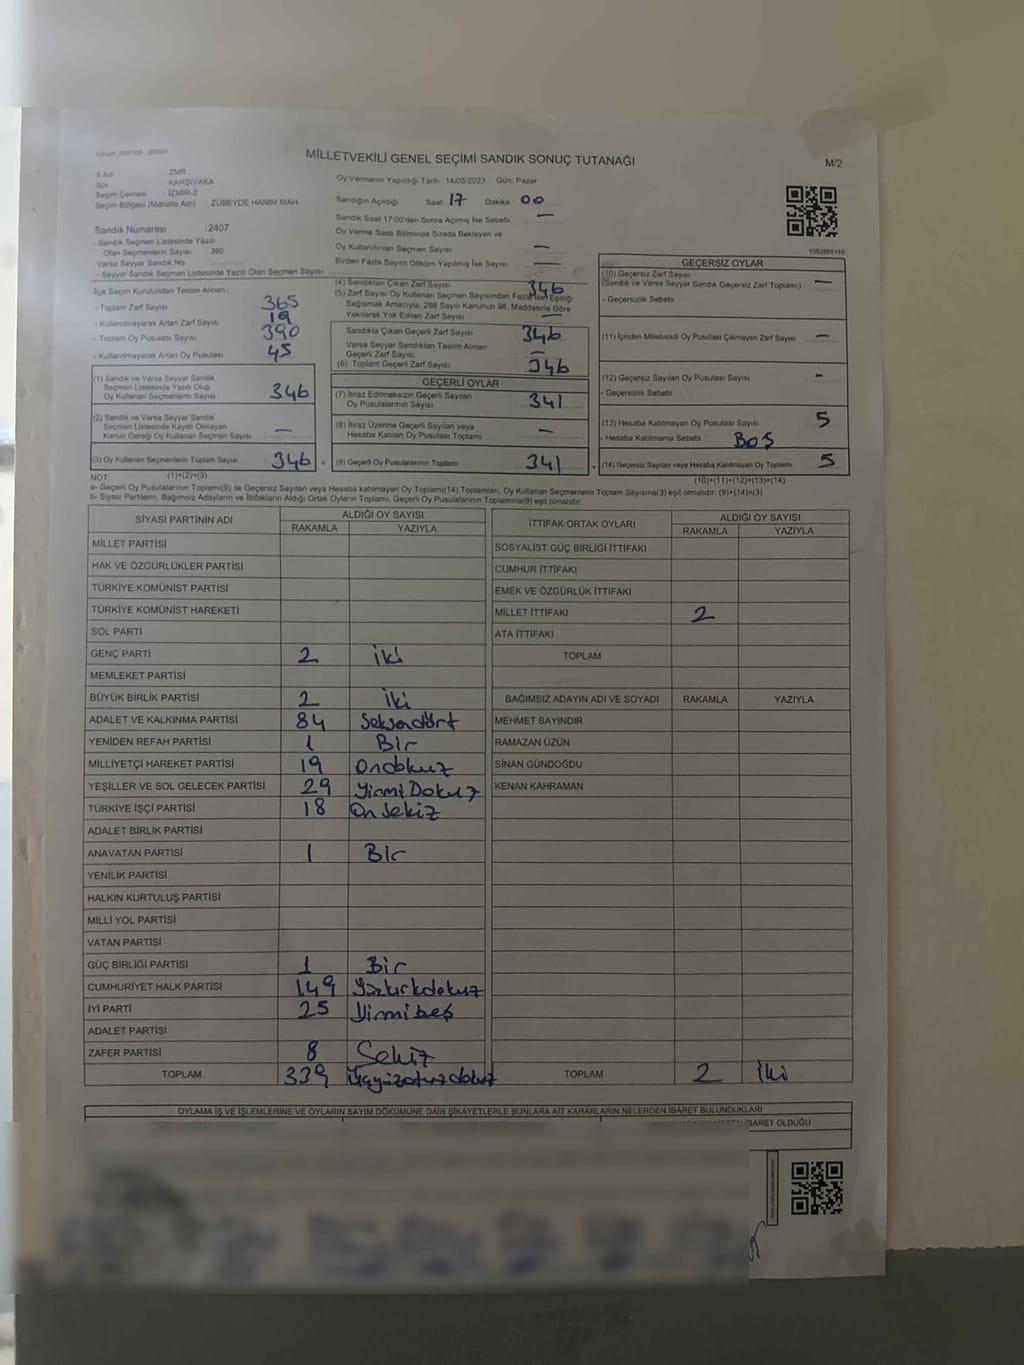 MİLLETVEKİLİ GENEL SEÇİMİ SANDIK SONUÇ TUTANAĞI
M/2
İl Adı ZMR
İlçe KARŞIYAKA
Seçim Çevresi İZMİR-2
Seçim Bölgesi (Mahalle Adı) ZÜBEYDE HANIM MAH.
Sandık Numarası :2407
- Sandık Seçmen Listesinde Yazılı
Olan Seçmenlerin Sayısı : 360
Varsa Seyyar Sandık No
- Seyyar Sandık Seçmen Listesinde Yazılı Olan Seçmen Sayısı
Oy Vermenin Yapıldığı Tarih: 14/05/2023 Gün: Pazar
Sandığın Açıldığı Saat: 17 Dakika: 00
Sandık Saat 17:00'den Sonra Açımış İse Sebebi —
Oy Verme Saati Bitiminde Sırada Bekleyen ve
Oy Kullandırılan Seçmen Sayısı —
Birden Fazla Sayım Döküm Yapılmış İse Sayısı —
1083865169
İlçe Seçim Kurulundan Teslim Alınan :
- Toplam Zarf Sayısı 365
- Kullanılmayarak Artan Zarf Sayısı 19
- Toplam Oy Pusulası Sayısı 390
- Kullanılmayarak Artan Oy Pusulası 45
(4) Sandıktan Çıkan Zarf Sayısı 346
(5) Zarf Sayısı Oy Kullanan Seçmen Sayısından Fazla İse, Eşitliği
Sağlamak Amacıyla; 298 Sayılı Kanunun 98. Maddesine Göre
Yakılarak Yok Edilen Zarf Sayısı —
Sandıkta Çıkan Geçerli Zarf Sayısı 346
Varsa Seyyar Sandıktan Teslim Alınan
Geçerli Zarf Sayısı —
(6) Toplam Geçerli Zarf Sayısı 346
GEÇERSİZ OYLAR
(10) Geçersiz Zarf Sayısı
(Sandık ve Varsa Seyyar Sandık Geçersiz Zarf Toplamı) —
- Geçersizlik Sebebi :
(11) İçinden Milletvekili Oy Pusulası Çıkmayan Zarf Sayısı —
(12) Geçersiz Sayılan Oy Pusulası Sayısı -
- Geçersizlik Sebebi :
(13) Hesaba Katılmayan Oy Pusulası Sayısı 5
- Hesaba Katılmama Sebebi : BOŞ
(14) Geçersiz Sayılan veya Hesaba Katılmayan Oy Toplamı 5
(10)+(11)+(12)+(13)=(14)
(1) Sandık ve Varsa Seyyar Sandık
Seçmen Listesinde Yazılı Olup
Oy Kullanan Seçmenlerin Sayısı 346
(2) Sandık ve Varsa Seyyar Sandık
Seçmen Listesinde Kayıtlı Olmayan
Kanun Gereği Oy Kullanan Seçmen Sayısı —
(3) Oy Kullanan Seçmenlerin Toplam Sayısı 346
(1)+(2)=(3)
GEÇERLİ OYLAR
(7) İtiraz Edilmeksizin Geçerli Sayılan
Oy Pusulalarının Sayısı 341
(8) İtiraz Üzerine Geçerli Sayılan veya
Hesaba Katılan Oy Pusulası Toplamı —
(9) Geçerli Oy Pusulalarının Toplamı 341
NOT:
a- Geçerli Oy Pusulalarının Toplamı(9) ile Geçersiz Sayılan veya Hesaba Katılmayan Oy Toplamı(14) Toplamları, Oy Kullanan Seçmenlerin Toplam Sayısına(3) eşit olmalıdır. (9)+(14)=(3)
b- Siyasi Partilerin, Bağımsız Adayların ve İttifakların Aldığı Ortak Oyların Toplamı, Geçerli Oy Pusulalarının Toplamına(9) eşit olmalıdır.
SİYASİ PARTİNİN ADI ALDIĞI OY SAYISI
RAKAMLA YAZIYLA
MİLLET PARTİSİ
HAK VE ÖZGÜRLÜKLER PARTİSİ
TÜRKİYE KOMÜNİST PARTİSİ
TÜRKİYE KOMÜNİST HAREKETİ
SOL PARTİ
GENÇ PARTİ 2 iki
MEMLEKET PARTİSİ
BÜYÜK BİRLİK PARTİSİ 2 iki
ADALET VE KALKINMA PARTİSİ 84 Seksendört
YENİDEN REFAH PARTİSİ 1 Bir
MİLLİYETÇİ HAREKET PARTİSİ 19 Ondokuz
YEŞİLLER VE SOL GELECEK PARTİSİ 29 Yirmi Dokuz
TÜRKİYE İŞÇİ PARTİSİ 18 On Sekiz
ADALET BİRLİK PARTİSİ
ANAVATAN PARTİSİ 1 Bir
YENİLİK PARTİSİ
HALKIN KURTULUŞ PARTİSİ
MİLLİ YOL PARTİSİ
VATAN PARTİSİ
GÜÇ BİRLİĞİ PARTİSİ 1 Bir
CUMHURİYET HALK PARTİSİ 149 Yüzkırkdokuz
İYİ PARTİ 25 Yirmi beş
ADALET PARTİSİ
ZAFER PARTİSİ 8 Sekiz
TOPLAM 339 Üçyüzotuzdokuz
İTTİFAK ORTAK OYLARI ALDIĞI OY SAYISI
RAKAMLA YAZIYLA
SOSYALİST GÜÇ BİRLİĞİ İTTİFAKI
CUMHUR İTTİFAKI
EMEK VE ÖZGÜRLÜK İTTİFAKI
MİLLET İTTİFAKI 2
ATA İTTİFAKI
TOPLAM
BAĞIMSIZ ADAYIN ADI VE SOYADI RAKAMLA YAZIYLA
MEHMET BAYINDIR
RAMAZAN ÜZÜN
SİNAN GÜNDOĞDU
KENAN KAHRAMAN
TOPLAM 2 iki
OYLAMA İŞ VE İŞLEMLERİNE VE OYLARIN SAYIM DÖKÜMÜNE DAİR ŞİKAYETLERLE BUNLARA AİT KARARLARIN NELERDEN İBARET BULUNDUKLARI
İBARET OLDUĞU